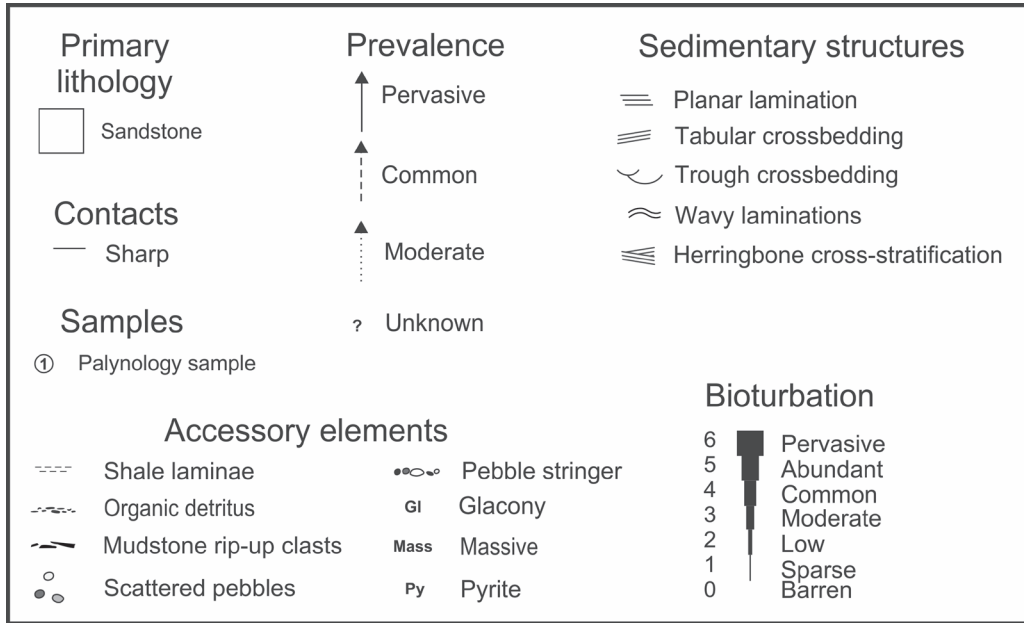 Primary
lithology
Sandstone
Contacts
Sharp
Samples
① Palynology sample
Prevalence
Pervasive
Common
Moderate
? Unknown
Sedimentary structures
Planar lamination
Tabular crossbedding
Trough crossbedding
Wavy laminations
Herringbone cross-stratification
Accessory elements
Shale laminae
Organic detritus
Mudstone rip-up clasts
Scattered pebbles
Pebble stringer
Gl Glacony
Mass Massive
Py Pyrite
Bioturbation
6 Pervasive
5 Abundant
4 Common
3 Moderate
2 Low
1 Sparse
0 Barren